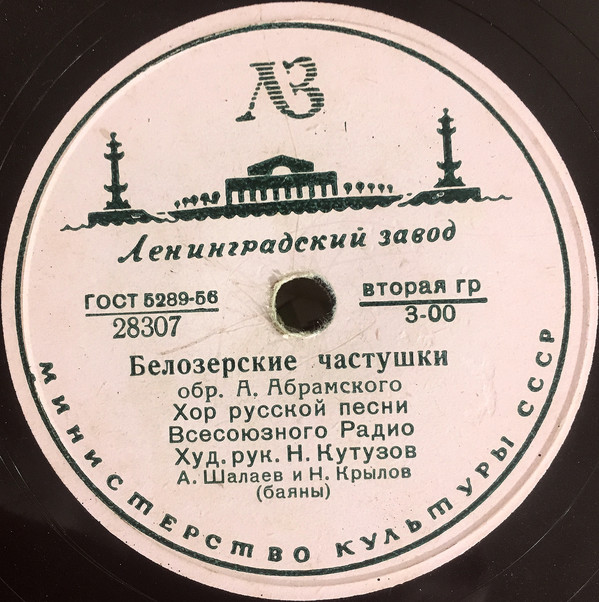 ЛЗ
Ленинградский завод
ГОСТ 5289-56
28307
вторая гр
3-00
Белозерские частушки
обр. А. Абрамского
Хор русской песни
Всесоюзного Радио
Худ. рук. Н. Кутузов
А. Шалаев и Н. Крылов
(баяны)
МИНИСТЕРСТВО КУЛЬТУРЫ СССР